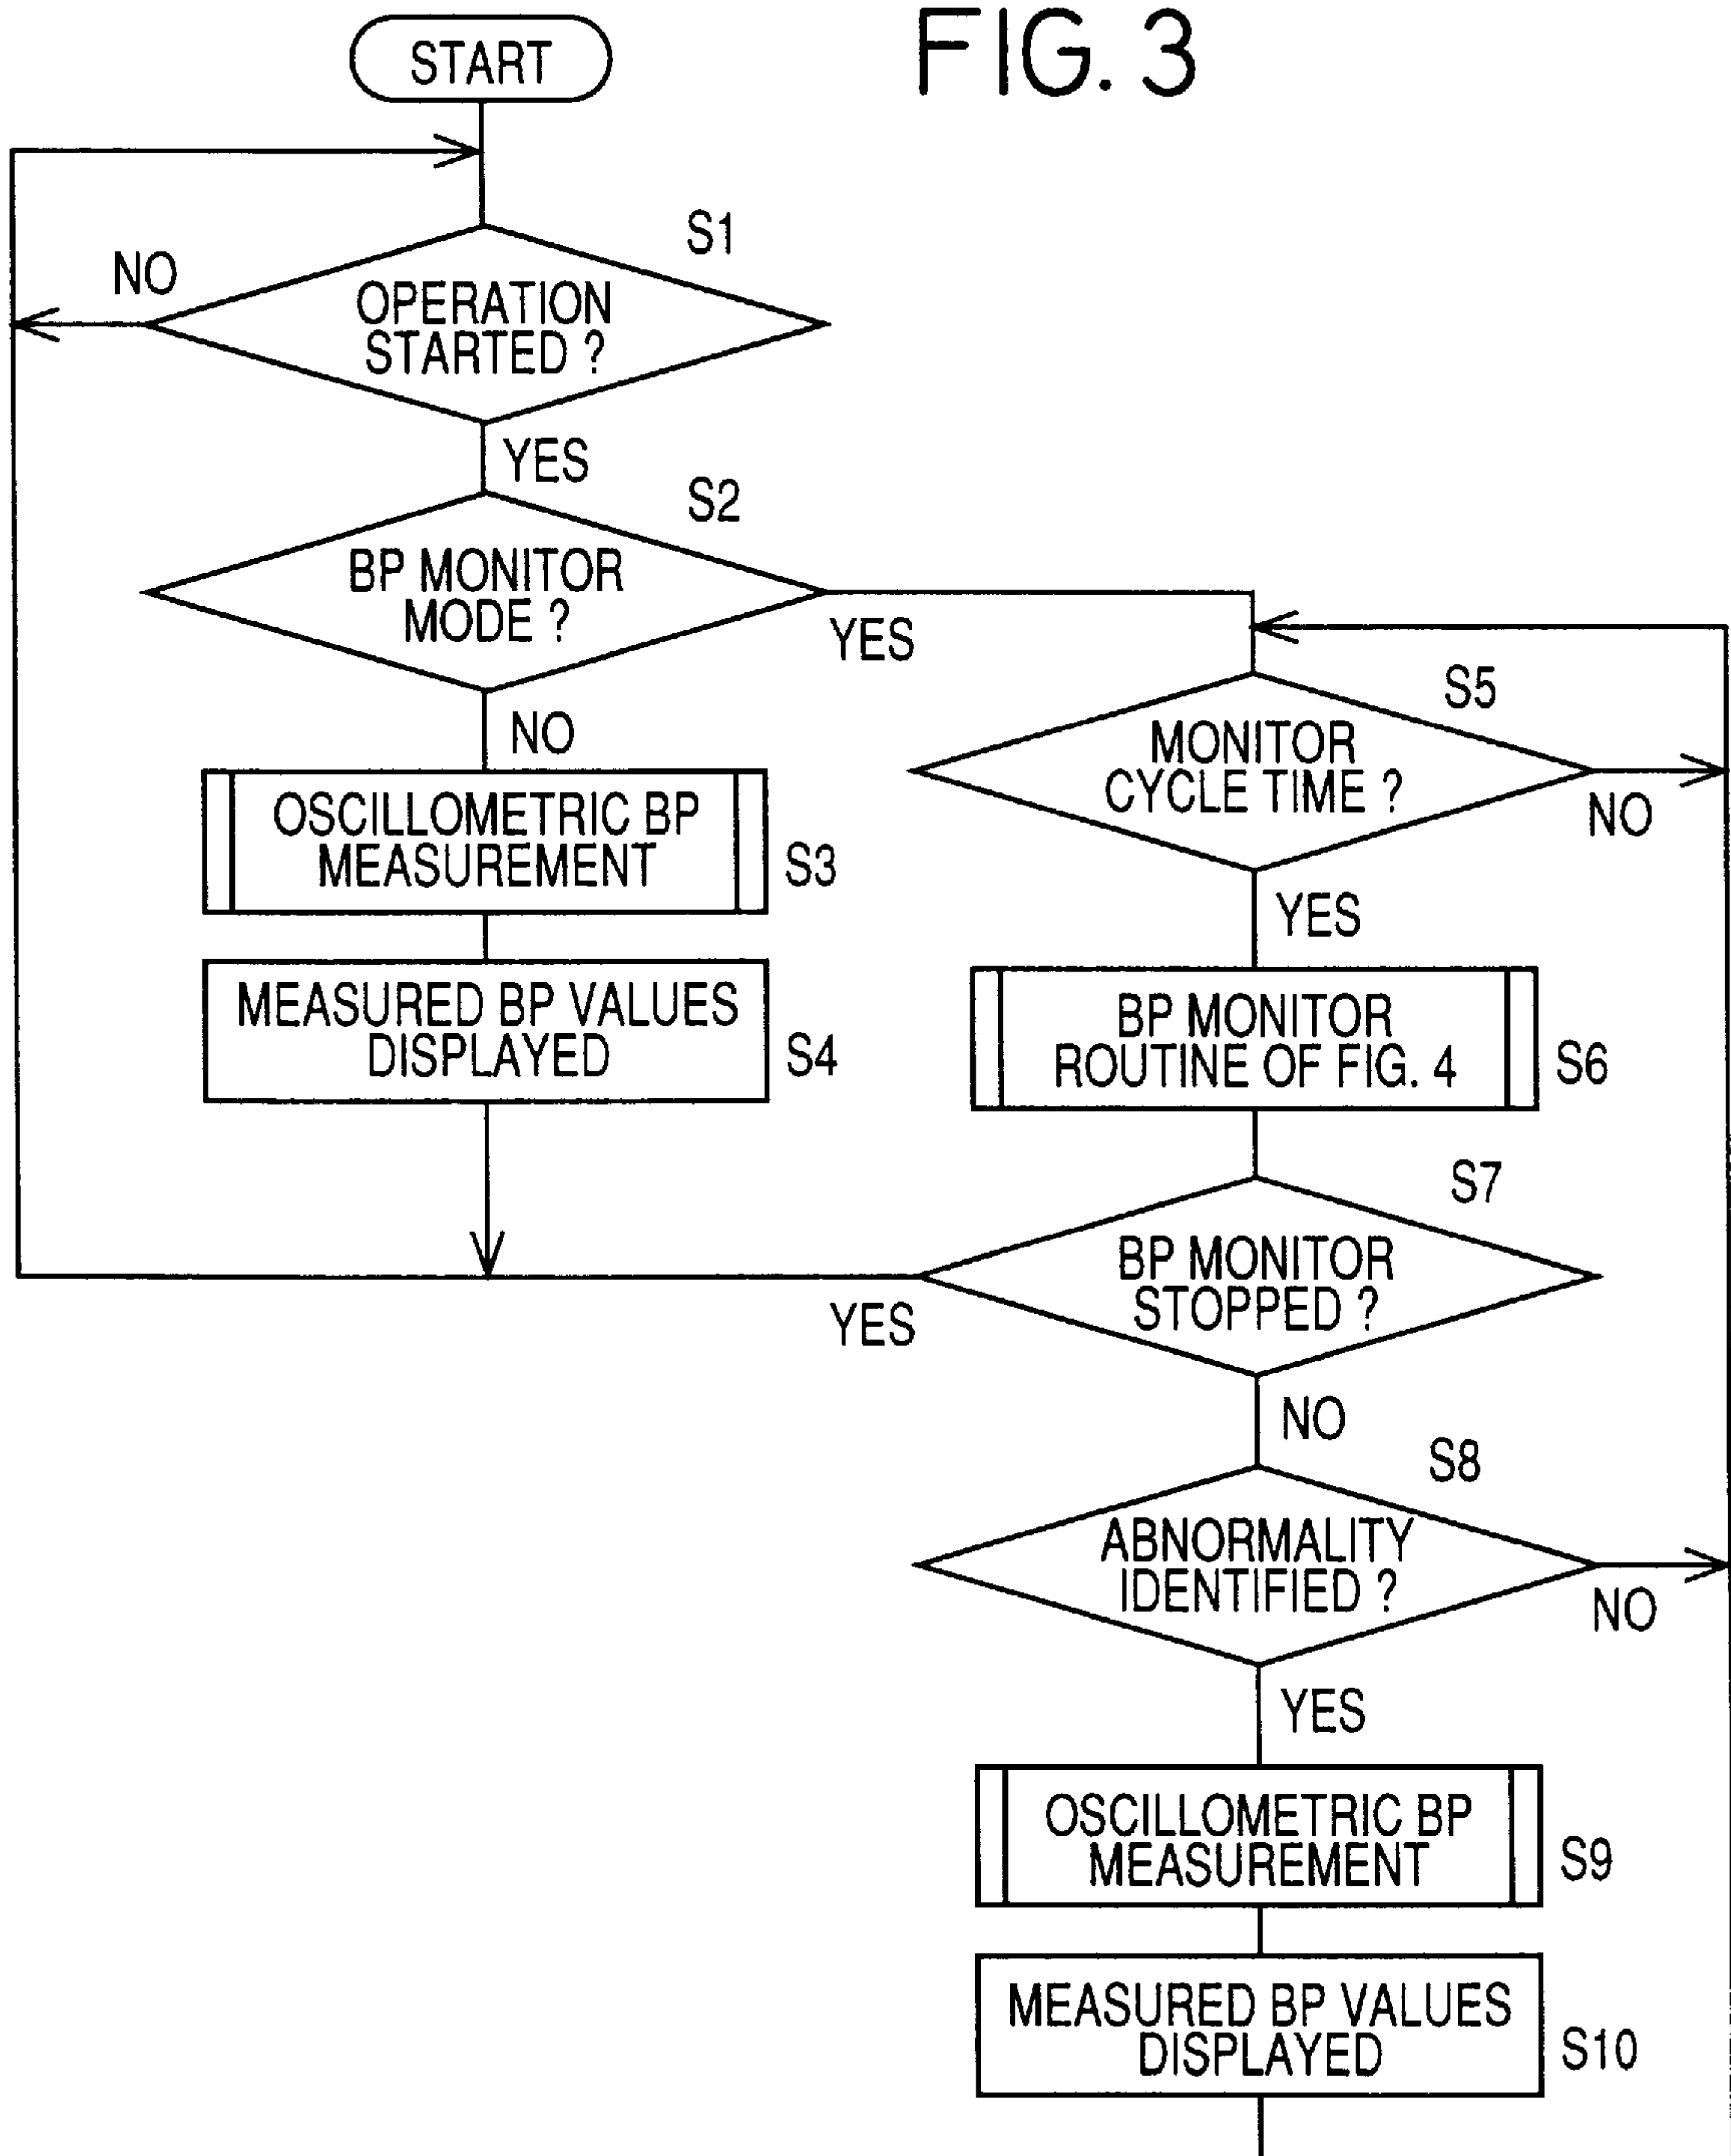 FIG. 3
START
S1
NO
OPERATION
STARTED ?
YES
S2
BP MONITOR
MODE ?
YES
NO
OSCILLOMETRIC BP
MEASUREMENT
S3
MEASURED BP VALUES
DISPLAYED
S4
S5
MONITOR
CYCLE TIME ?
NO
YES
BP MONITOR
ROUTINE OF FIG. 4
S6
S7
BP MONITOR
STOPPED ?
YES
NO
S8
ABNORMALITY
IDENTIFIED ?
NO
YES
OSCILLOMETRIC BP
MEASUREMENT
S9
MEASURED BP VALUES
DISPLAYED
S10